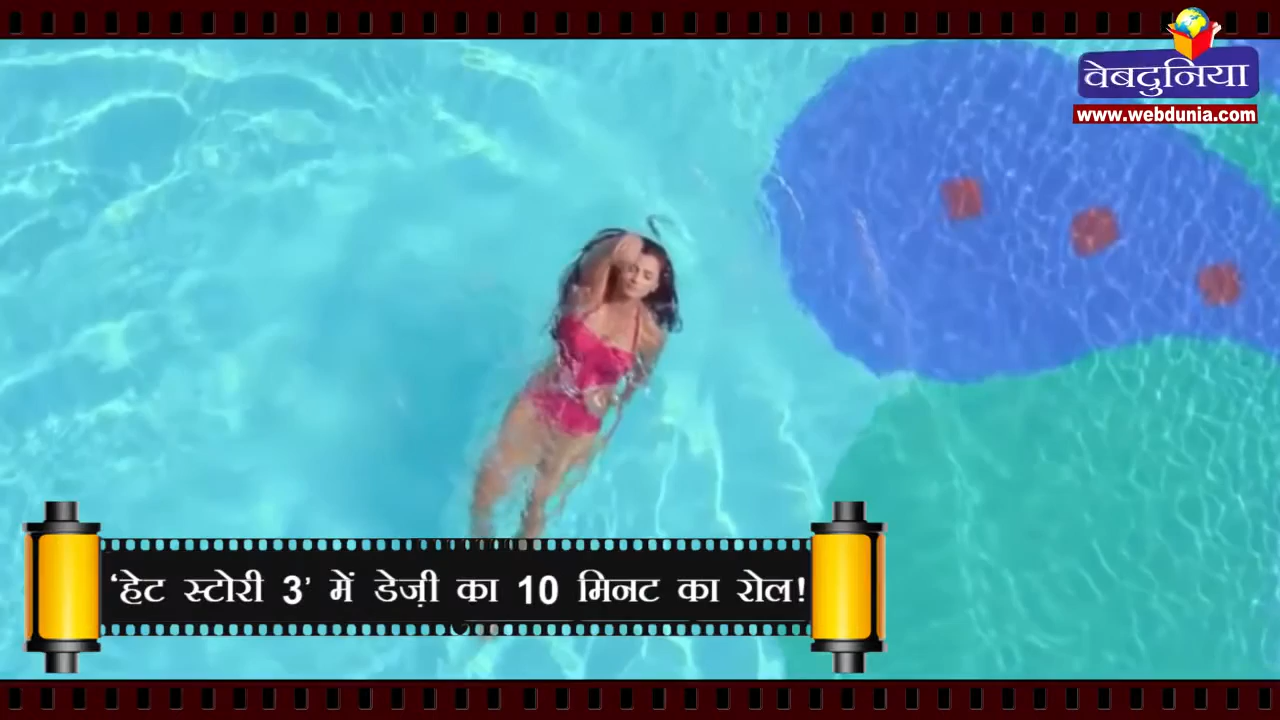 वेबदुनिया
www.webdunia.com
‘हेट स्टोरी 3’ में डेज़ी का 10 मिनट का रोल!